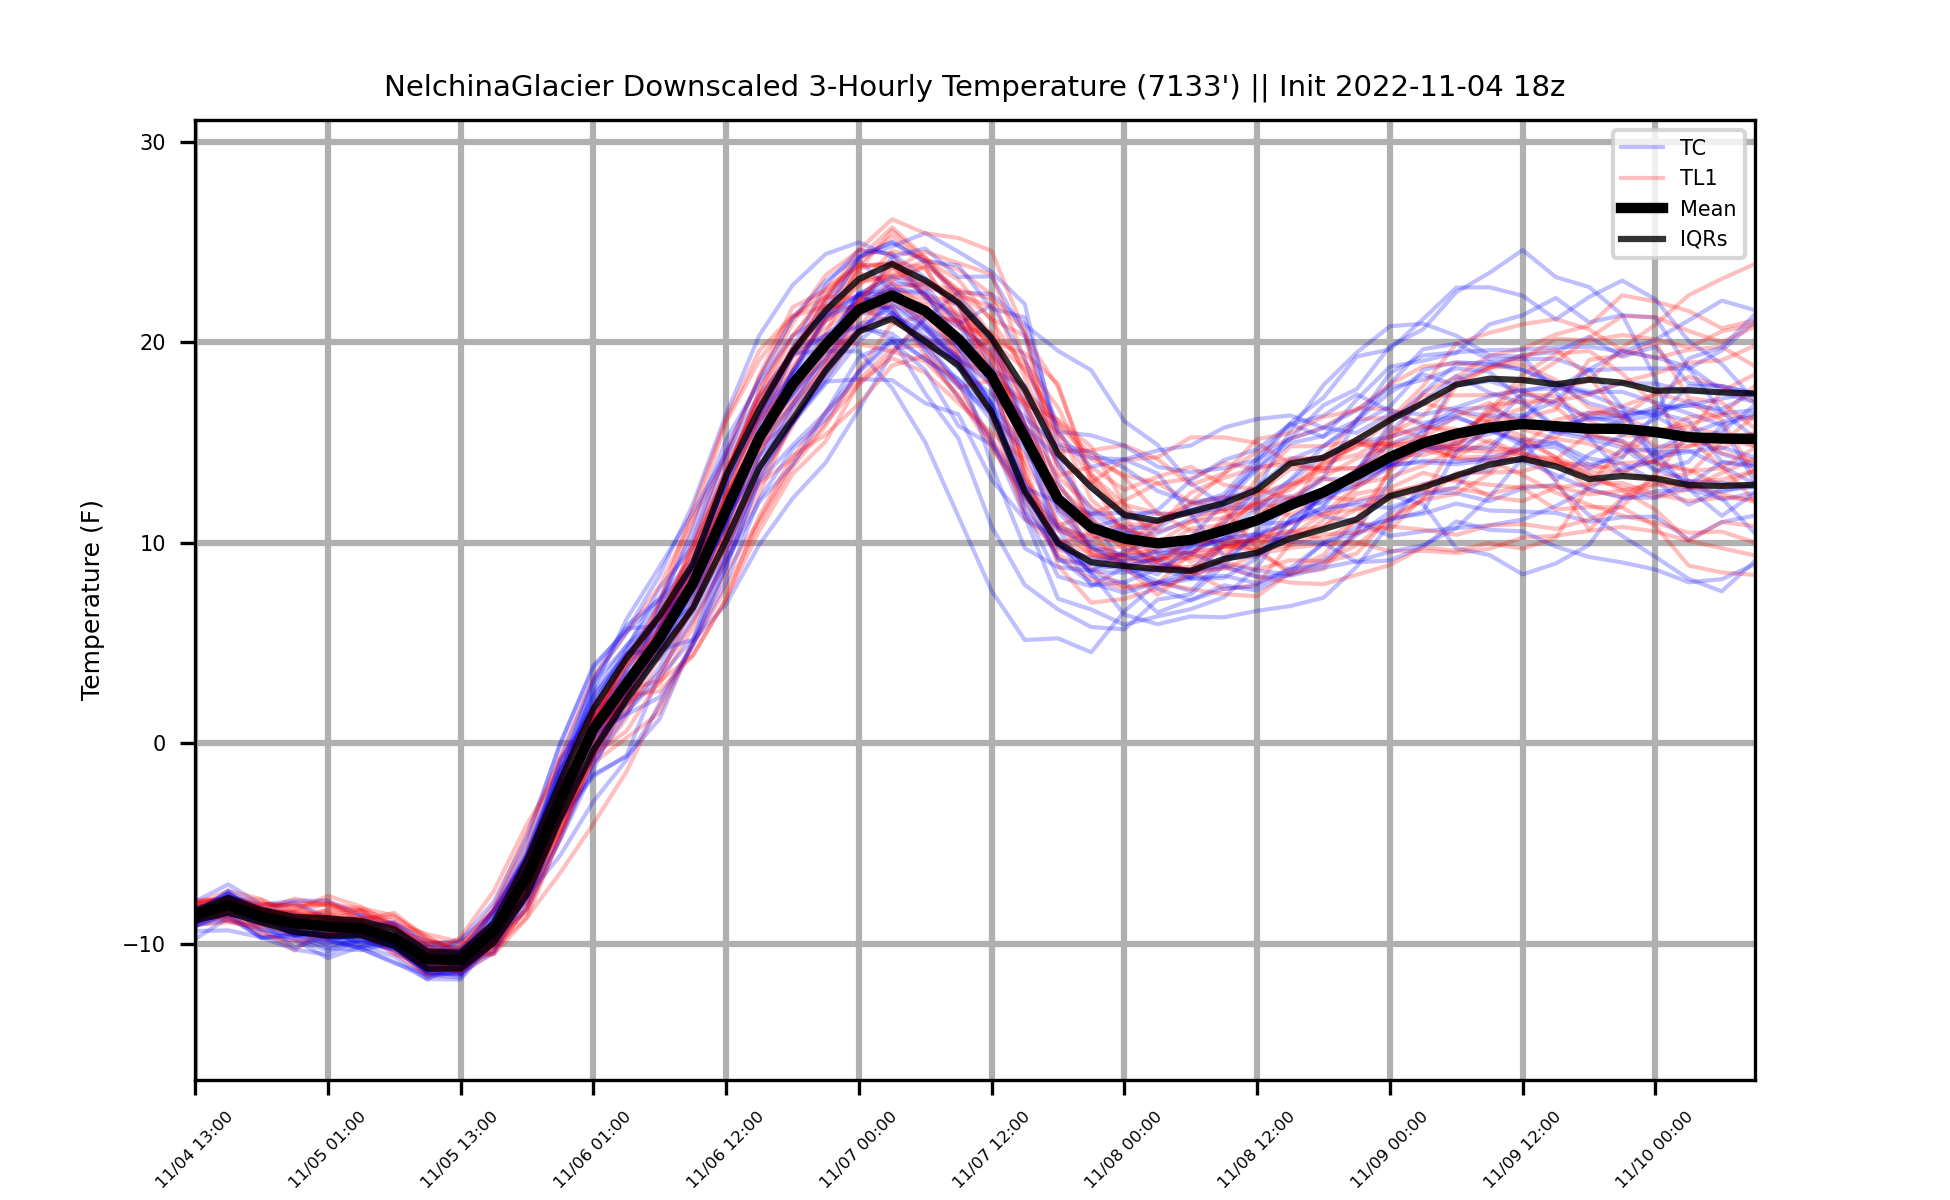 NelchinaGlacier Downscaled 3-Hourly Temperature (7133') || Init 2022-11-04 18z
TC
TL1
Mean
IQRs
Temperature (F)
30
20
10
0
−10
11/04 13:00
11/05 01:00
11/05 13:00
11/06 01:00
11/06 12:00
11/07 00:00
11/07 12:00
11/08 00:00
11/08 12:00
11/09 00:00
11/09 12:00
11/10 00:00